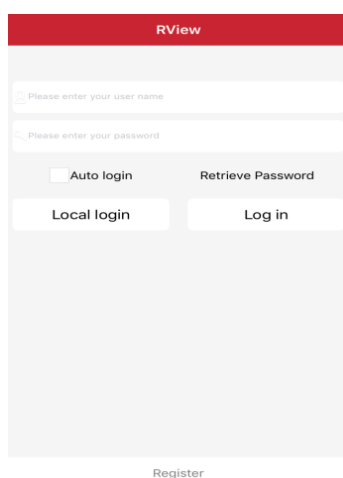 RView
Please enter your user name
Please enter your password
Auto login Retrieve Password
Local login Log in
Register